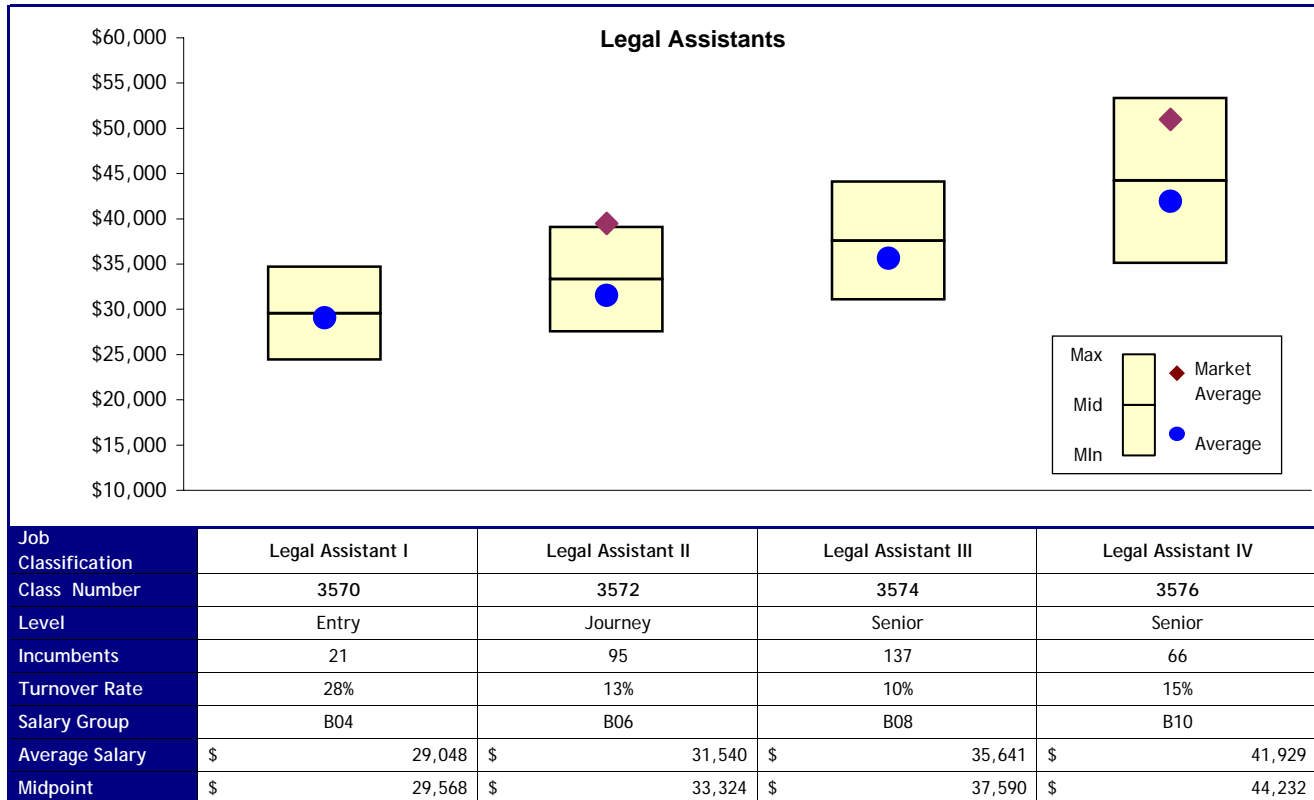 Legal Assistants
$60,000
$55,000
$50,000
$45,000
$40,000
$35,000
$30,000
$25,000
$20,000
$15,000
$10,000
Max
Mid
MIn
Market
Average
Average
Job
Classification Legal Assistant I Legal Assistant II Legal Assistant III Legal Assistant IV
Class Number 3570 3572 3574 3576
Level Entry Journey Senior Senior
Incumbents 21 95 137 66
Turnover Rate 28% 13% 10% 15%
Salary Group B04 B06 B08 B10
Average Salary $ 29,048 $ 31,540 $ 35,641 $ 41,929
Midpoint $ 29,568 $ 33,324 $ 37,590 $ 44,232